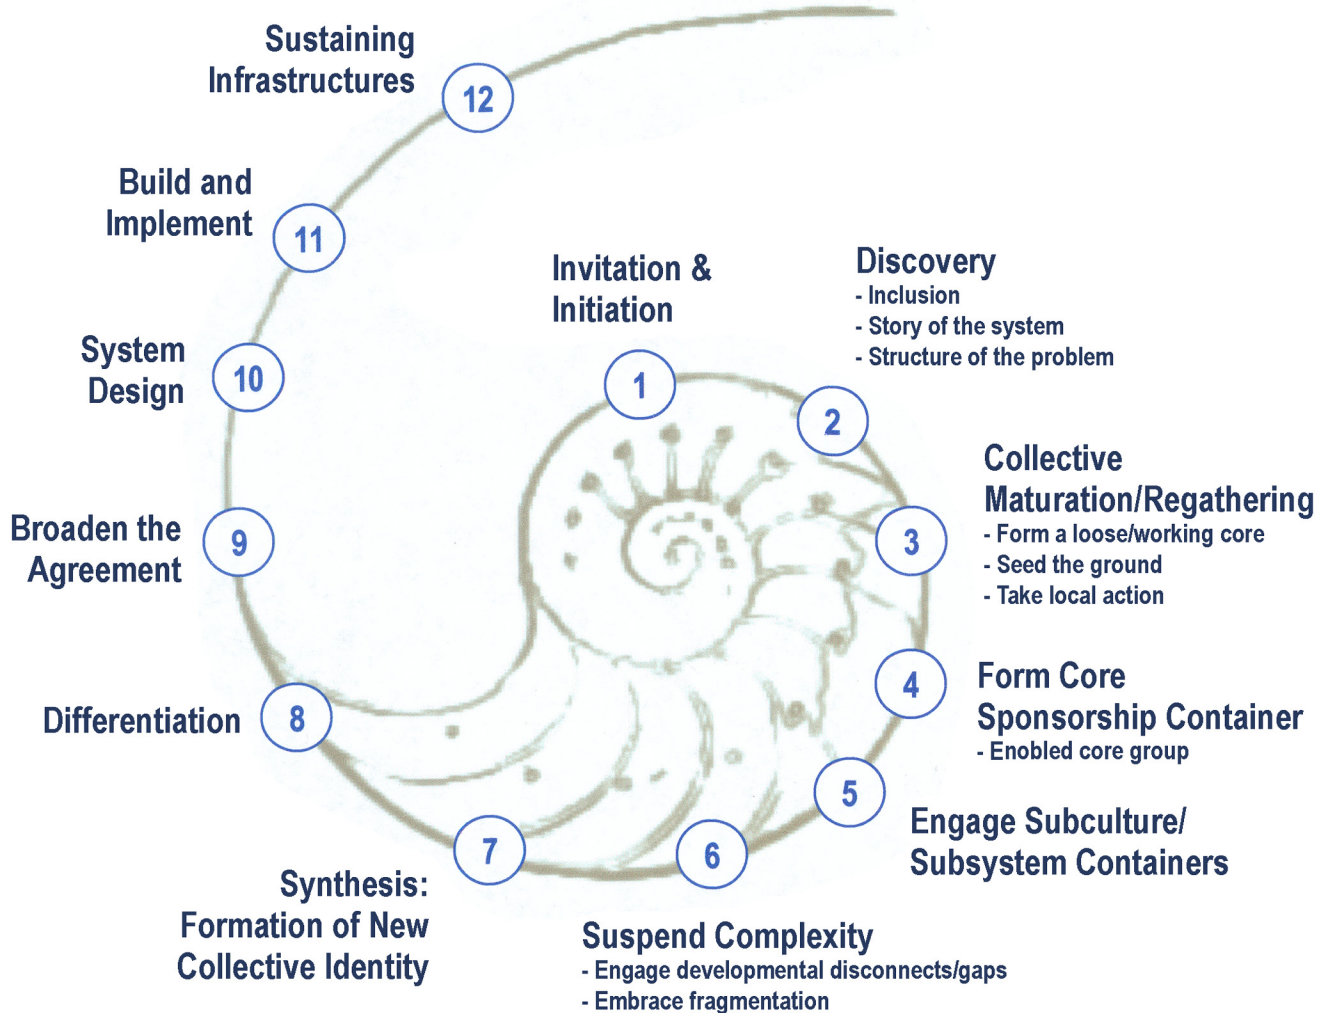 1
Invitation &
Initiation
2
Discovery
- Inclusion
- Story of the system
- Structure of the problem
3
Collective
Maturation/Regathering
- Form a loose/working core
- Seed the ground
- Take local action
4
Form Core
Sponsorship Container
- Enobled core group
5
Engage Subculture/
Subsystem Containers
6
Suspend Complexity
- Engage developmental disconnects/gaps
- Embrace fragmentation
7
Synthesis:
Formation of New
Collective Identity
8
Differentiation
9
Broaden the
Agreement
10
System
Design
11
Build and
Implement
12
Sustaining
Infrastructures